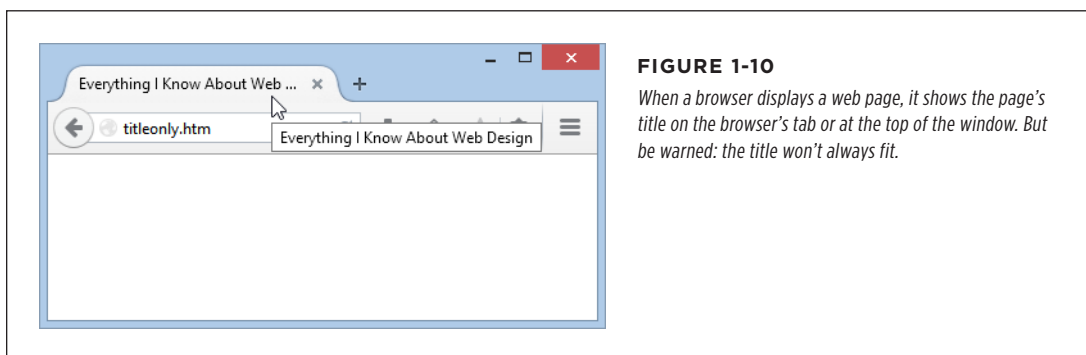 Everything I Know About Web ...
titleonly.htm
Everything I Know About Web Design
FIGURE 1-10
When a browser displays a web page, it shows the page's
title on the browser's tab or at the top of the window. But
be warned: the title won't always fit.